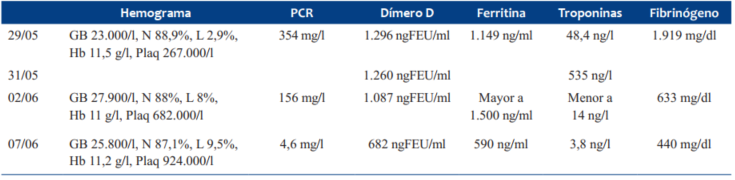 Hemograma PCR Dímero D Ferritina Troponinas Fibrinógeno
29/05 GB 23.000/l, N 88,9%, L 2,9%, 354 mg/l 1.296 ngFEU/ml 1.149 ng/ml 48,4 ng/l 1.919 mg/dl
Hb 11,5 g/l, Plaq 267.000/l
31/05 1.260 ngFEU/ml 535 ng/l
02/06 GB 27.900/l, N 88%, L 8%, 156 mg/l 1.087 ngFEU/ml Mayor a Menor a 633 mg/dl
Hb 11 g/l, Plaq 682.000/l 1.500 ng/ml 14 ng/l
07/06 GB 25.800/l, N 87,1%, L 9,5%, 4,6 mg/l 682 ngFEU/ml 590 ng/ml 3,8 ng/l 440 mg/dl
Hb 11,2 g/l, Plaq 924.000/l